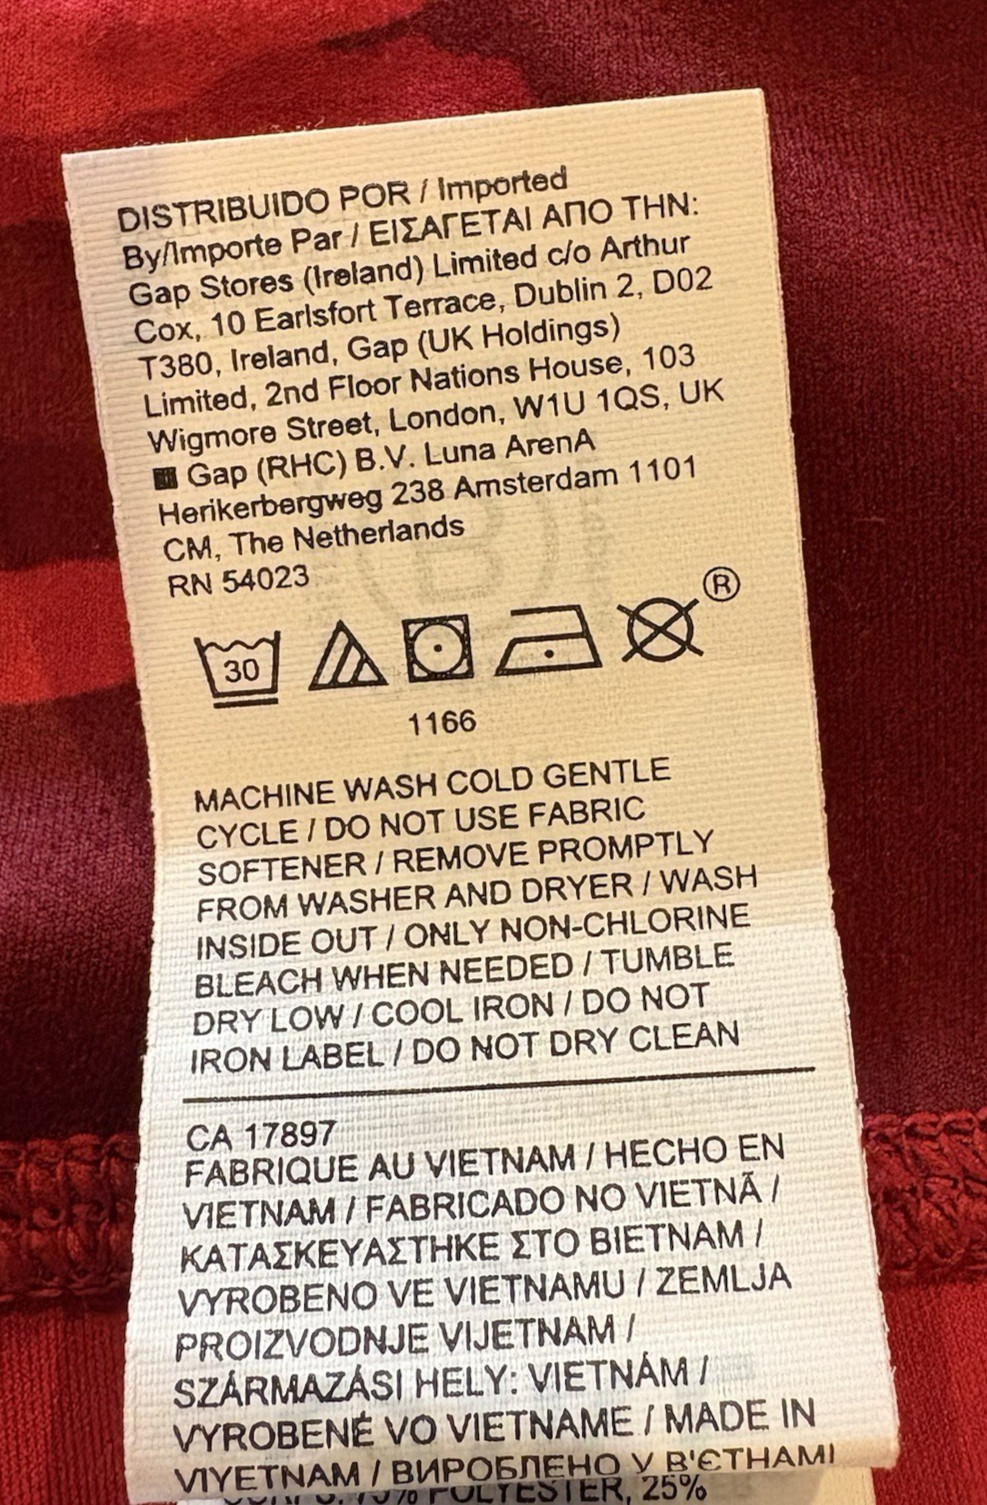 DISTRIBUIDO POR / Imported
By/Importe Par / ΕΙΣΑΓΕΤΑΙ ΑΠΟ ΤΗΝ:
Gap Stores (Ireland) Limited c/o Arthur
Cox, 10 Earlsfort Terrace, Dublin 2, D02
T380, Ireland, Gap (UK Holdings)
Limited, 2nd Floor Nations House, 103
Wigmore Street, London, W1U 1QS, UK
Gap (RHC) B.V. Luna ArenA
Herikerbergweg 238 Amsterdam 1101
CM, The Netherlands
RN 54023
30 ®
1166
MACHINE WASH COLD GENTLE
CYCLE / DO NOT USE FABRIC
SOFTENER / REMOVE PROMPTLY
FROM WASHER AND DRYER / WASH
INSIDE OUT / ONLY NON-CHLORINE
BLEACH WHEN NEEDED / TUMBLE
DRY LOW / COOL IRON / DO NOT
IRON LABEL / DO NOT DRY CLEAN
CA 17897
FABRIQUE AU VIETNAM / HECHO EN
VIETNAM / FABRICADO NO VIETNÃ /
ΚΑΤΑΣΚΕΥΑΣΤΗΚΕ ΣΤΟ ΒΙΕΤΝΑΜ /
VYROBENO VE VIETNAMU / ZEMLJA
PROIZVODNJE VIJETNAM /
SZÁRMAZÁSI HELY: VIETNÁM /
VYROBENÉ VO VIETNAME / MADE IN
VIYETNAM / ВИРОБЛЕНО У В'ЄТНАМІ
POLYESTER, 25%